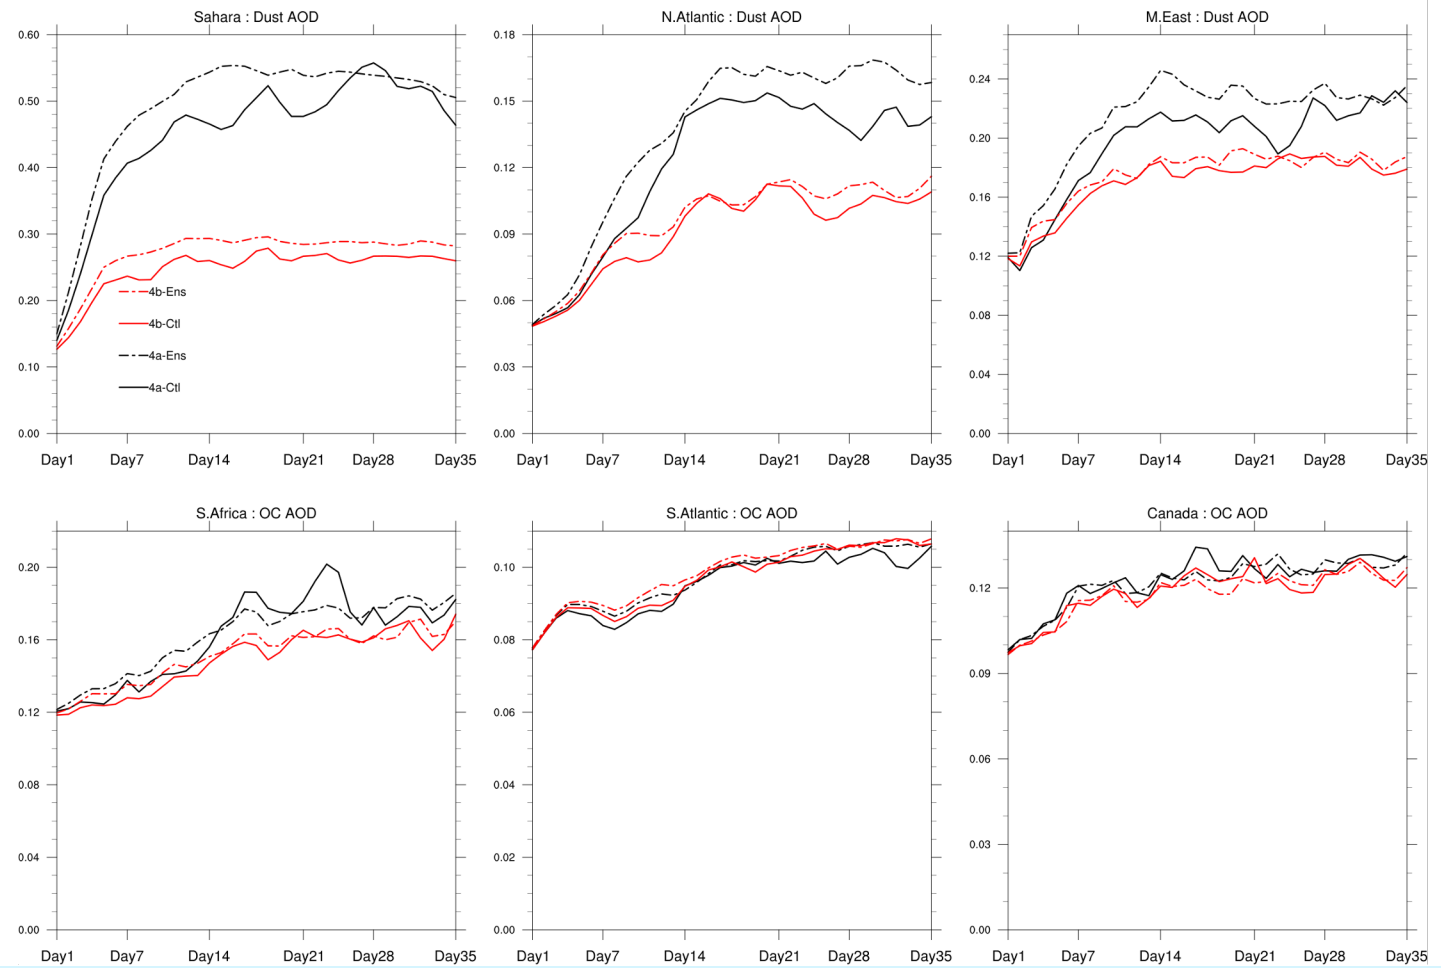 Sahara : Dust AOD
0.60
0.50
0.40
0.30
0.20
0.10
0.00
4b-Ens
4b-Ctl
4a-Ens
4a-Ctl
Day1 Day7 Day14 Day21 Day28 Day35
N.Atlantic : Dust AOD
0.18
0.15
0.12
0.09
0.06
0.03
0.00
Day1 Day7 Day14 Day21 Day28 Day35
M.East : Dust AOD
0.24
0.20
0.16
0.12
0.08
0.04
0.00
Day1 Day7 Day14 Day21 Day28 Day35
S.Africa : OC AOD
0.20
0.16
0.12
0.08
0.04
0.00
Day1 Day7 Day14 Day21 Day28 Day35
S.Atlantic : OC AOD
0.10
0.08
0.06
0.04
0.02
0.00
Day1 Day7 Day14 Day21 Day28 Day35
Canada : OC AOD
0.12
0.09
0.06
0.03
0.00
Day1 Day7 Day14 Day21 Day28 Day35